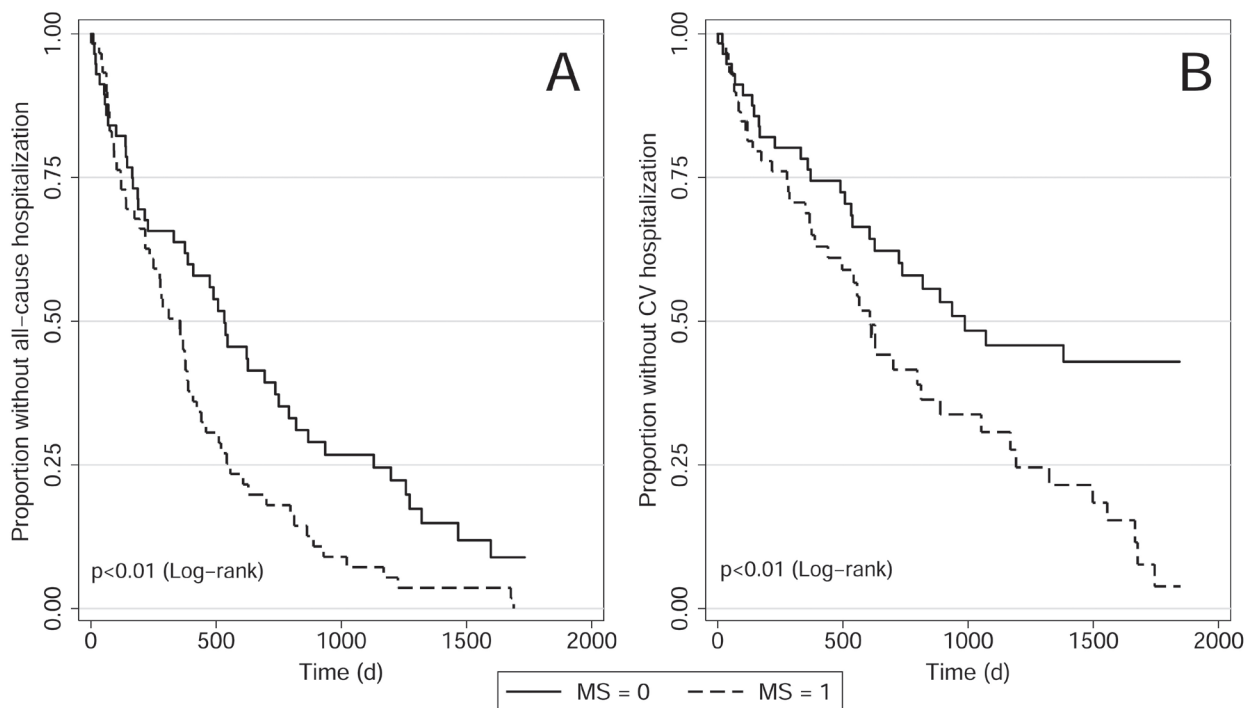 A
Proportion without all−cause hospitalization
1.00
0.75
0.50
0.25
0.00
p<0.01 (Log−rank)
0 500 1000 1500 2000
Time (d)
B
Proportion without CV hospitalization
1.00
0.75
0.50
0.25
0.00
p<0.01 (Log−rank)
0 500 1000 1500 2000
Time (d)
MS = 0 MS = 1